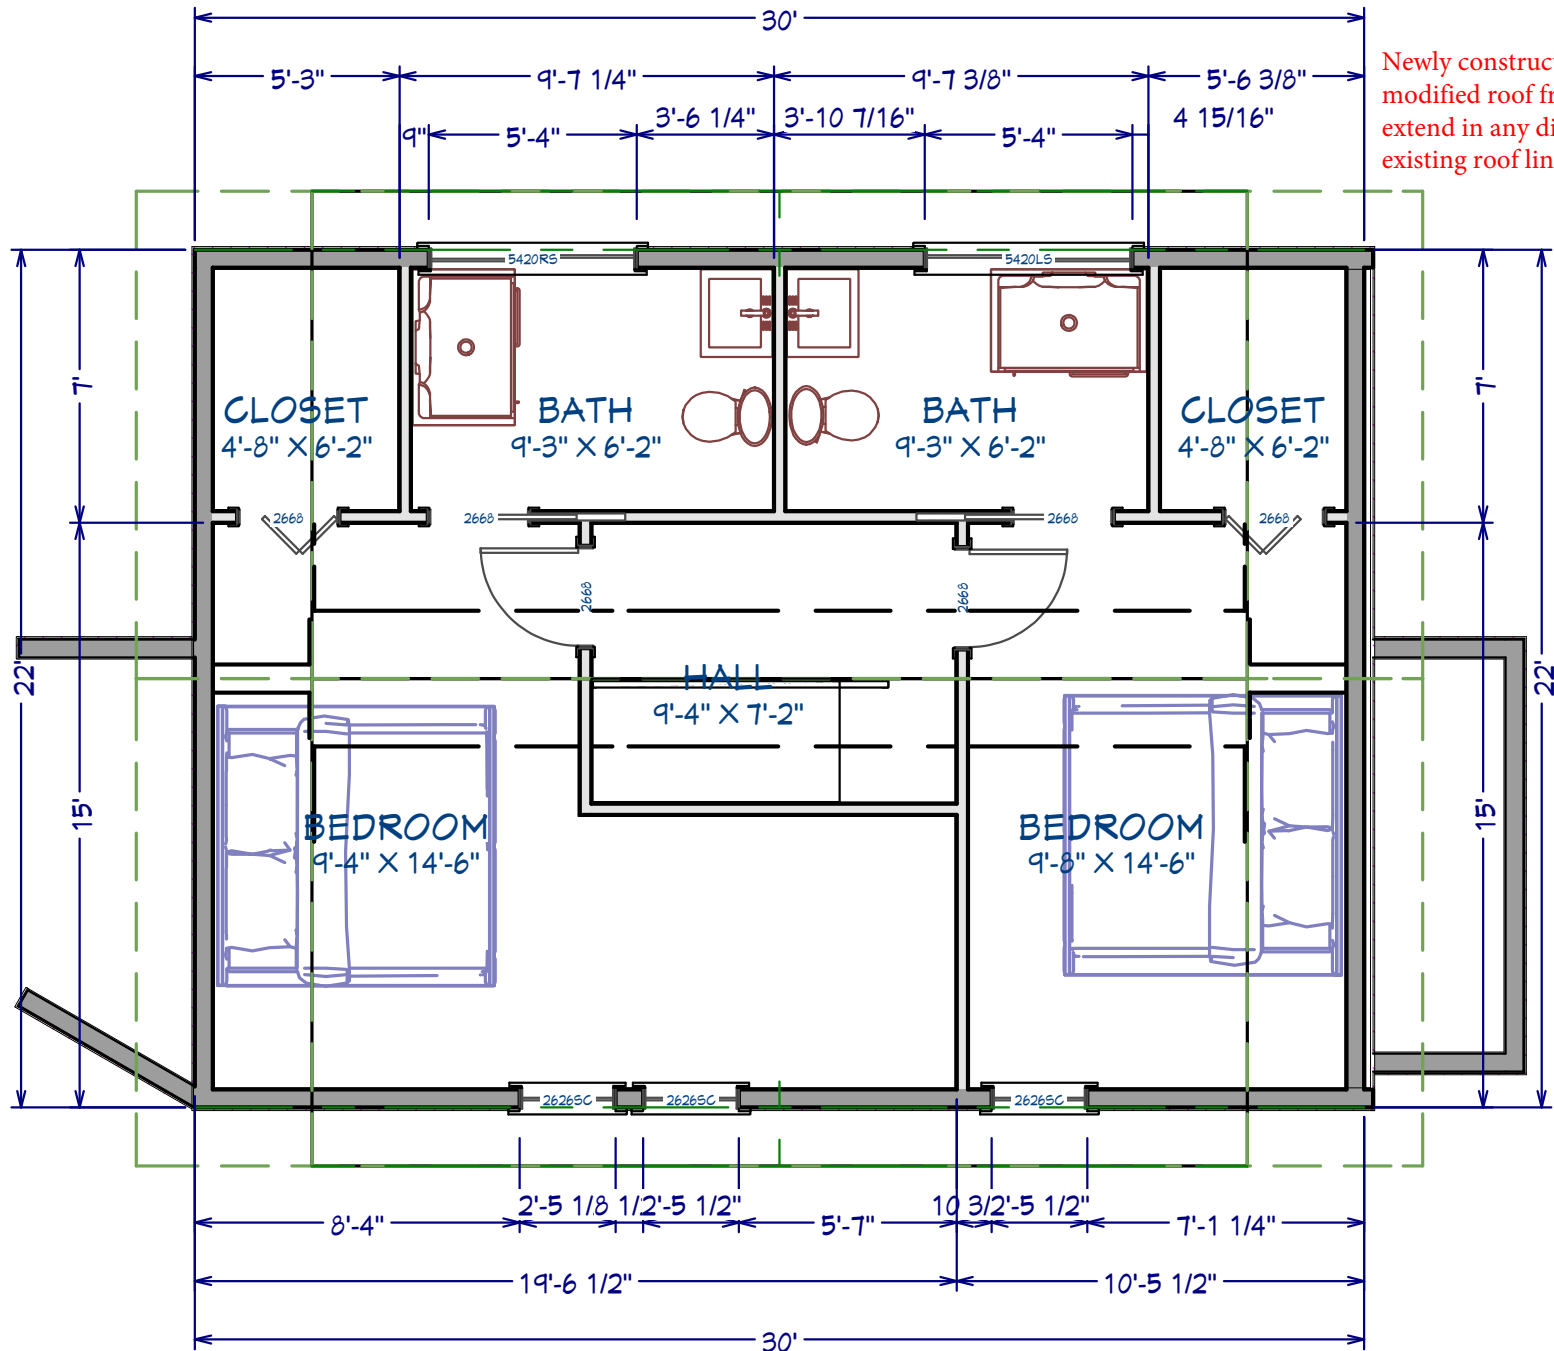 30'
5'-3"
9'-7 1/4"
9'-7 3/8"
5'-6 3/8"
Newly construct
modified roof fr
extend in any di
existing roof lin
9"
5'-4"
3'-6 1/4"
3'-10 7/16"
5'-4"
4 15/16"
5420RS
5420LS
7'
7'
CLOSET
4'-8" X 6'-2"
BATH
9'-3" X 6'-2"
BATH
9'-3" X 6'-2"
CLOSET
4'-8" X 6'-2"
2668
2668
2668
2668
2668
2668
22'
22'
HALL
9'-4" X 7'-2"
15'
15'
BEDROOM
9'-4" X 14'-6"
BEDROOM
9'-8" X 14'-6"
2626SC
2626SC
2626SC
2'-5 1/8 1/2'-5 1/2"
10 3/2'-5 1/2"
8'-4"
5'-7"
7'-1 1/4"
19'-6 1/2"
10'-5 1/2"
30'